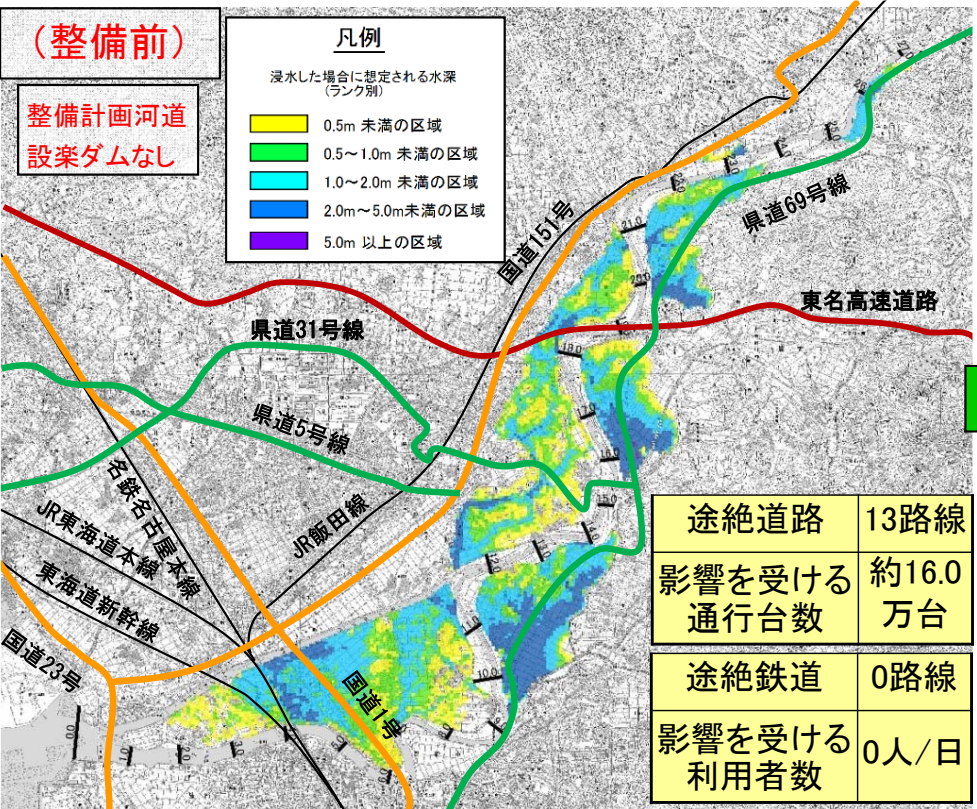 (整備前)
整備計画河道
設楽ダムなし
凡例
浸水した場合に想定される水深
(ランク別)
0.5m 未満の区域
0.5～1.0m 未満の区域
1.0～2.0m 未満の区域
2.0m～5.0m未満の区域
5.0m 以上の区域
国道151号
県道69号線
東名高速道路
県道31号線
県道5号線
名鉄名古屋本線
JR東海道本線
JR飯田線
東海道新幹線
国道23号
国道1号
途絶道路 13路線
影響を受ける
通行台数
約16.0
万台
途絶鉄道 0路線
影響を受ける
利用者数
0人/日